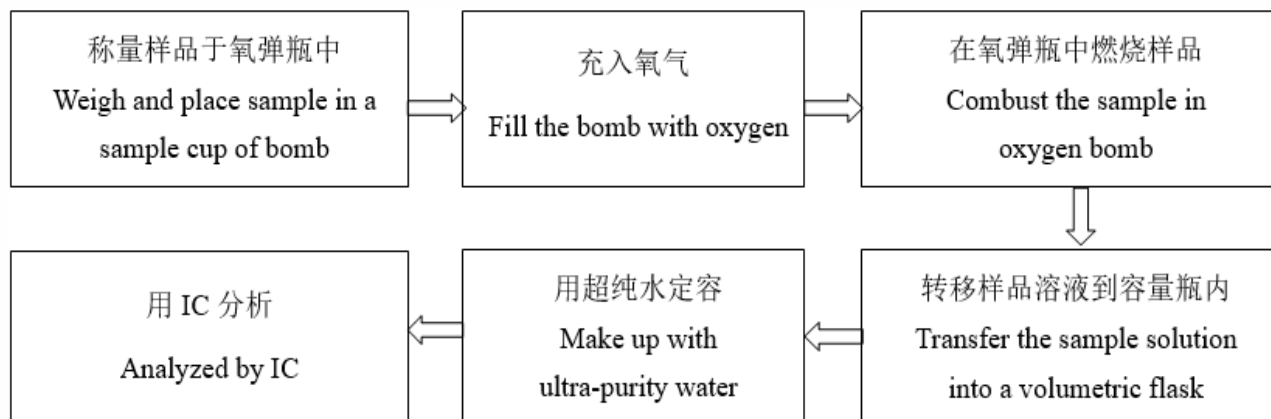 称量样品于氧弹瓶中
Weigh and place sample in a
sample cup of bomb
充入氧气
Fill the bomb with oxygen
在氧弹瓶中燃烧样品
Combust the sample in
oxygen bomb
转移样品溶液到容量瓶内
Transfer the sample solution
into a volumetric flask
用超纯水定容
Make up with
ultra-purity water
用 IC 分析
Analyzed by IC